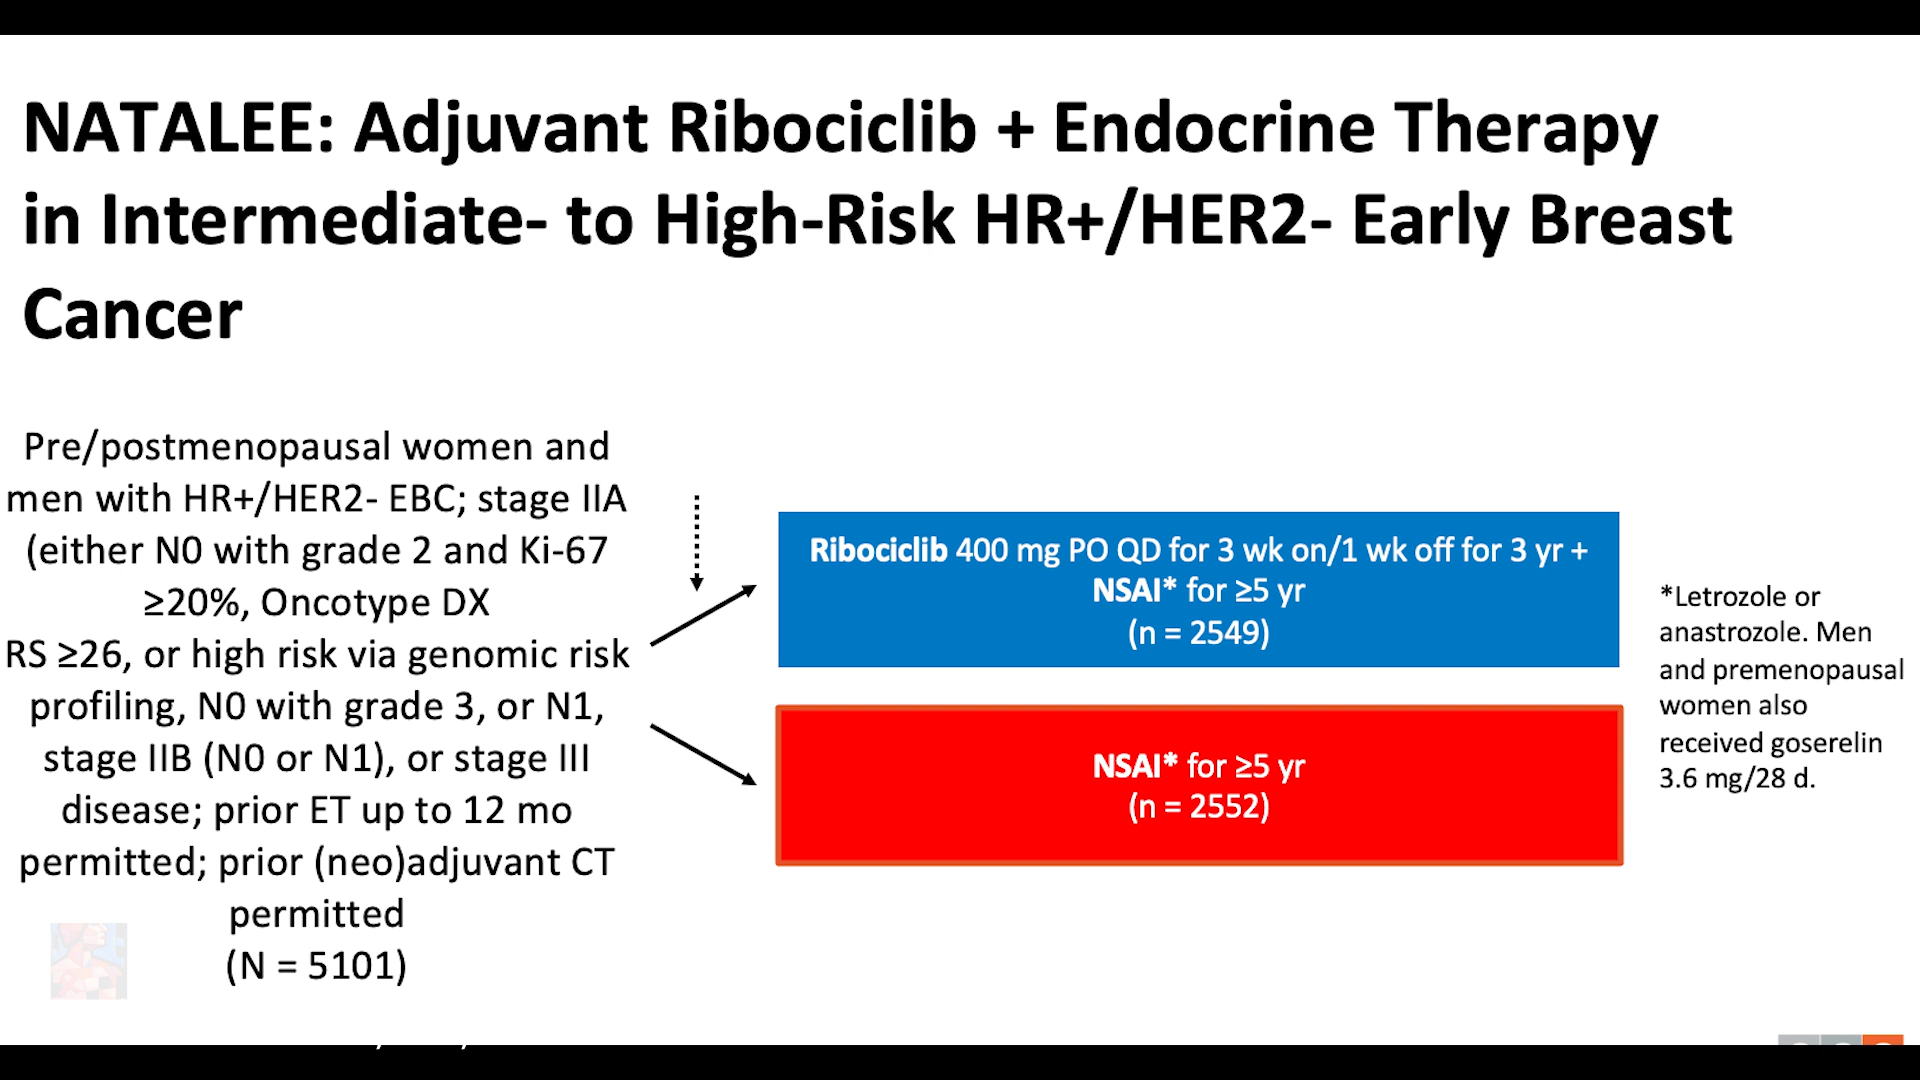 NATALEE: Adjuvant Ribociclib + Endocrine Therapy
in Intermediate- to High-Risk HR+/HER2- Early Breast
Cancer
Pre/postmenopausal women and
men with HR+/HER2- EBC; stage IIA
(either N0 with grade 2 and Ki-67
≥20%, Oncotype DX
RS ≥26, or high risk via genomic risk
profiling, N0 with grade 3, or N1,
stage IIB (N0 or N1), or stage III
disease; prior ET up to 12 mo
permitted; prior (neo)adjuvant CT
permitted
(N = 5101)
Ribociclib 400 mg PO QD for 3 wk on/1 wk off for 3 yr +
NSAI* for ≥5 yr
(n = 2549)
NSAI* for ≥5 yr
(n = 2552)
*Letrozole or
anastrozole. Men
and premenopausal
women also
received goserelin
3.6 mg/28 d.